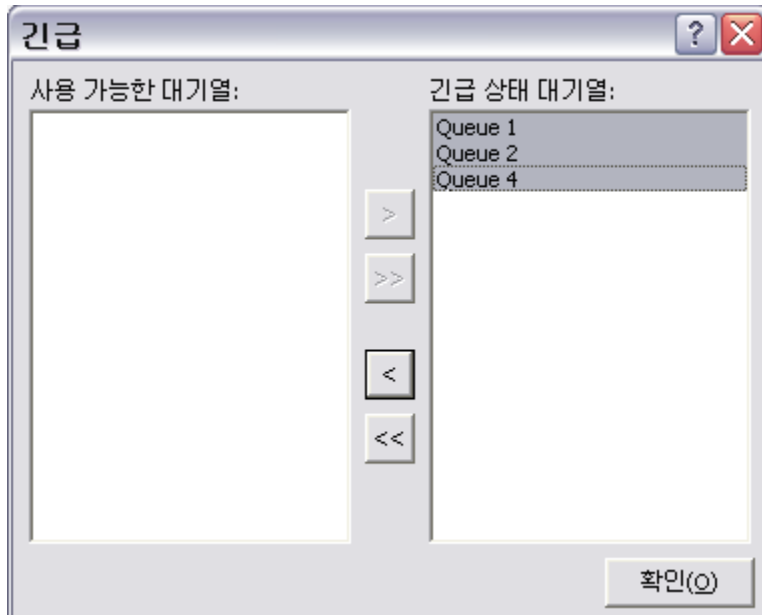 긴급
사용 가능한 대기열:
긴급 상태 대기열:
Queue 1
Queue 2
Queue 4
>
>>
<
<<
확인(O)